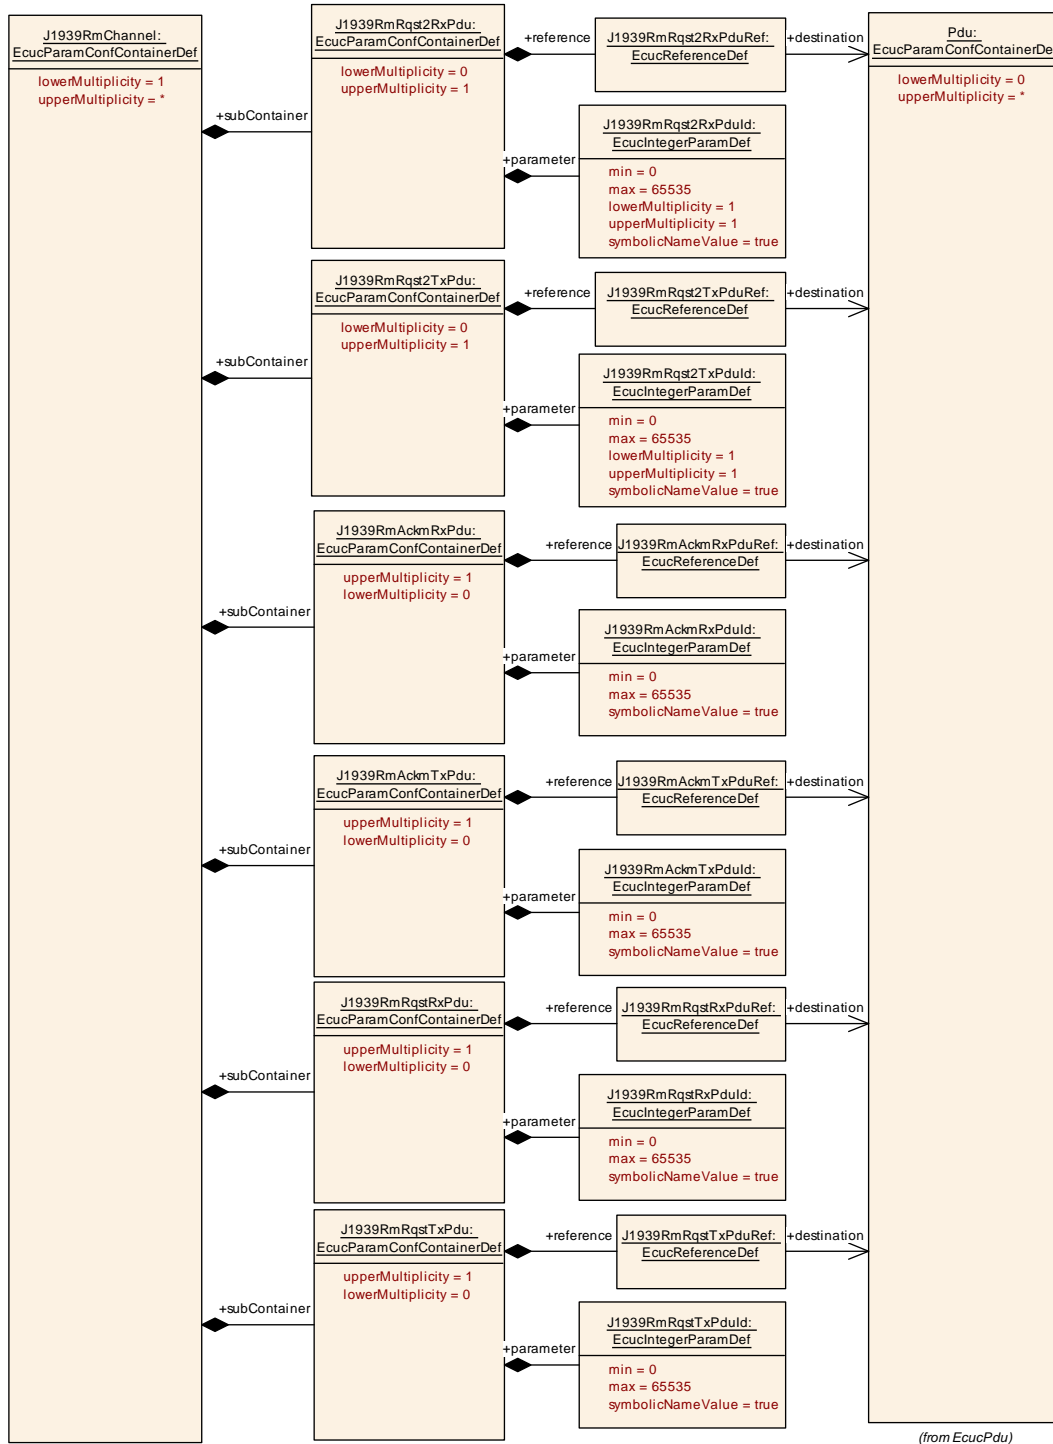 J1939RmChannel:
EcucParamConfContainerDef
lowerMultiplicity = 1
upperMultiplicity = *
+subContainer
J1939RmRqst2RxPdu:
EcucParamConfContainerDef
lowerMultiplicity = 0
upperMultiplicity = 1
+reference
J1939RmRqst2RxPduRef:
EcucReferenceDef
+destination
Pdu:
EcucParamConfContainerDef
lowerMultiplicity = 0
upperMultiplicity = *
+parameter
J1939RmRqst2RxPduId:
EcucIntegerParamDef
min = 0
max = 65535
lowerMultiplicity = 1
upperMultiplicity = 1
symbolicNameValue = true
+subContainer
J1939RmRqst2TxPdu:
EcucParamConfContainerDef
lowerMultiplicity = 0
upperMultiplicity = 1
+reference
J1939RmRqst2TxPduRef:
EcucReferenceDef
+destination
+parameter
J1939RmRqst2TxPduId:
EcucIntegerParamDef
min = 0
max = 65535
lowerMultiplicity = 1
upperMultiplicity = 1
symbolicNameValue = true
+subContainer
J1939RmAckmRxPdu:
EcucParamConfContainerDef
upperMultiplicity = 1
lowerMultiplicity = 0
+reference
J1939RmAckmRxPduRef:
EcucReferenceDef
+destination
+parameter
J1939RmAckmRxPduId:
EcucIntegerParamDef
min = 0
max = 65535
symbolicNameValue = true
+subContainer
J1939RmAckmTxPdu:
EcucParamConfContainerDef
upperMultiplicity = 1
lowerMultiplicity = 0
+reference
J1939RmAckmTxPduRef:
EcucReferenceDef
+destination
+parameter
J1939RmAckmTxPduId:
EcucIntegerParamDef
min = 0
max = 65535
symbolicNameValue = true
+subContainer
J1939RmRqstRxPdu:
EcucParamConfContainerDef
upperMultiplicity = 1
lowerMultiplicity = 0
+reference
J1939RmRqstRxPduRef:
EcucReferenceDef
+destination
+parameter
J1939RmRqstRxPduId:
EcucIntegerParamDef
min = 0
max = 65535
symbolicNameValue = true
+subContainer
J1939RmRqstTxPdu:
EcucParamConfContainerDef
upperMultiplicity = 1
lowerMultiplicity = 0
+reference
J1939RmRqstTxPduRef:
EcucReferenceDef
+destination
+parameter
J1939RmRqstTxPduId:
EcucIntegerParamDef
min = 0
max = 65535
symbolicNameValue = true
(from EcucPdu)